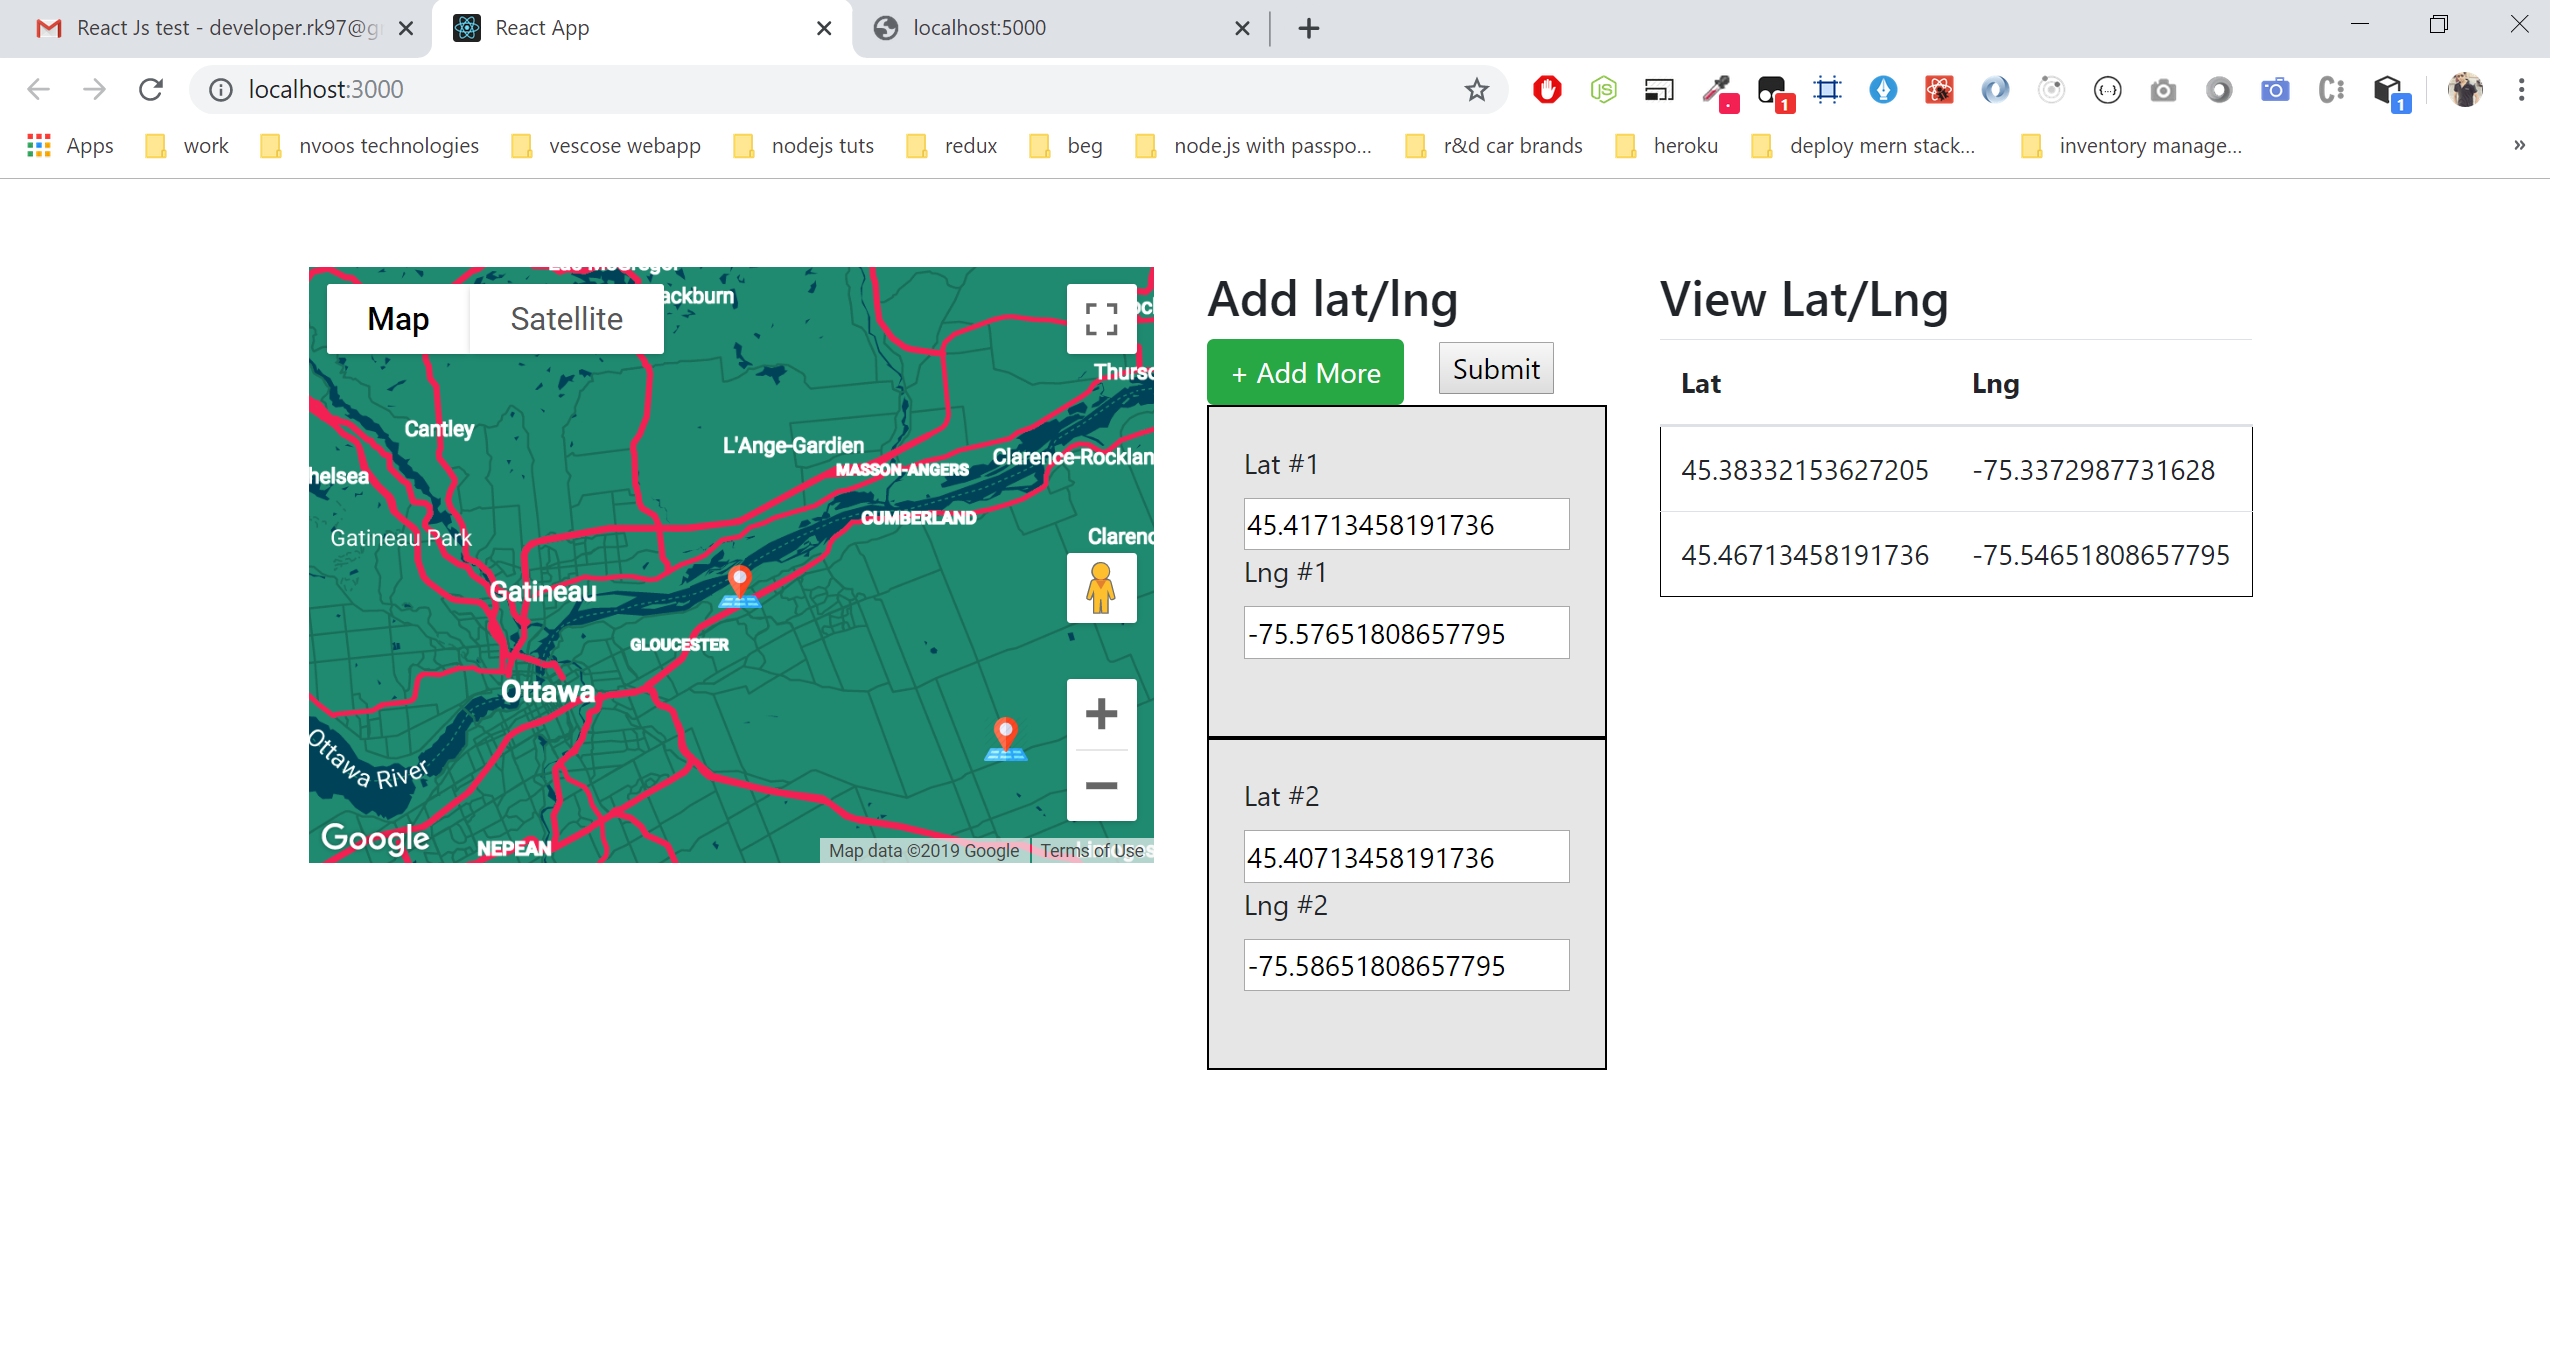 React Js test - developer.rk97@g
React App
localhost:5000
localhost:3000
1
1
Apps
work
nvoos technologies
vescose webapp
nodejs tuts
redux
beg
node.js with passpo...
r&d car brands
heroku
deploy mern stack...
inventory manage...
»
Map
Satellite
ackburn
Thurso
Cantley
L'Ange-Gardien
MASSON-ANGERS
Clarence-Rocklan
helsea
CUMBERLAND
Gatineau Park
Clarenc
Gatineau
GLOUCESTER
Ottawa
Ottawa River
Google
NEPEAN
Map data ©2019 Google
Terms of Use
Add lat/lng
+ Add More
Submit
Lat #1
45.41713458191736
Lng #1
-75.57651808657795
Lat #2
45.40713458191736
Lng #2
-75.58651808657795
View Lat/Lng
Lat Lng
45.38332153627205 -75.3372987731628
45.46713458191736 -75.54651808657795